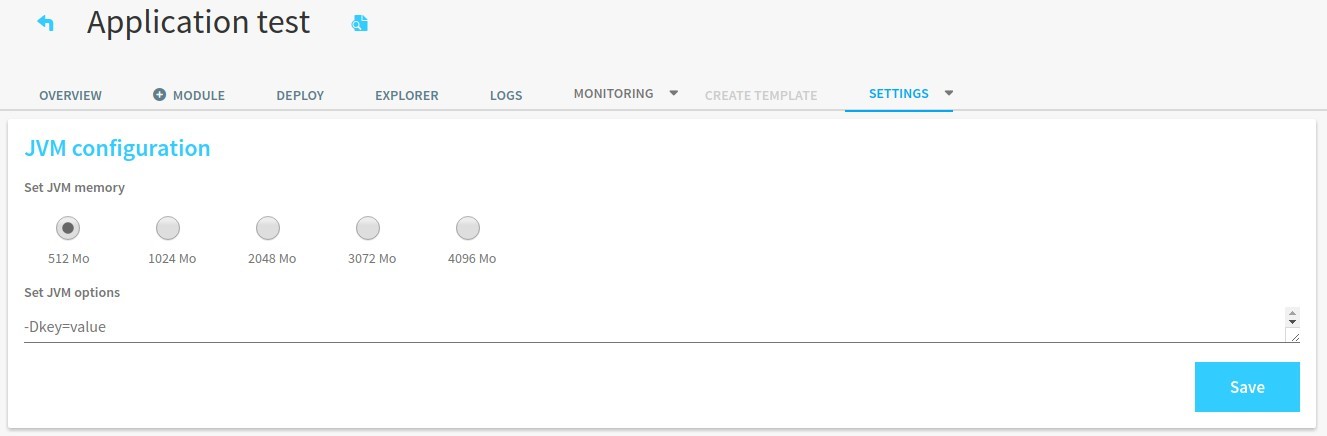 Application test
OVERVIEW MODULE DEPLOY EXPLORER LOGS MONITORING CREATE TEMPLATE SETTINGS
JVM configuration
Set JVM memory
512 Mo 1024 Mo 2048 Mo 3072 Mo 4096 Mo
Set JVM options
-Dkey=value
Save